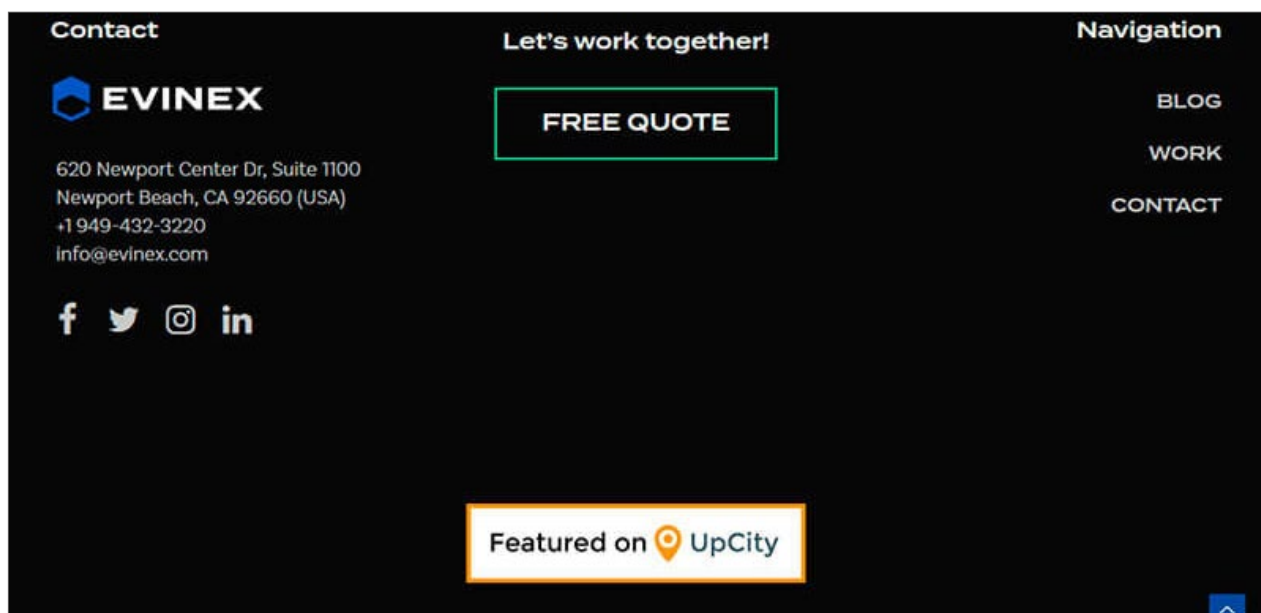 Contact
EVINEX
620 Newport Center Dr, Suite 1100
Newport Beach, CA 92660 (USA)
+1 949-432-3220
info@evinex.com
Let's work together!
FREE QUOTE
Navigation
BLOG
WORK
CONTACT
Featured on UpCity